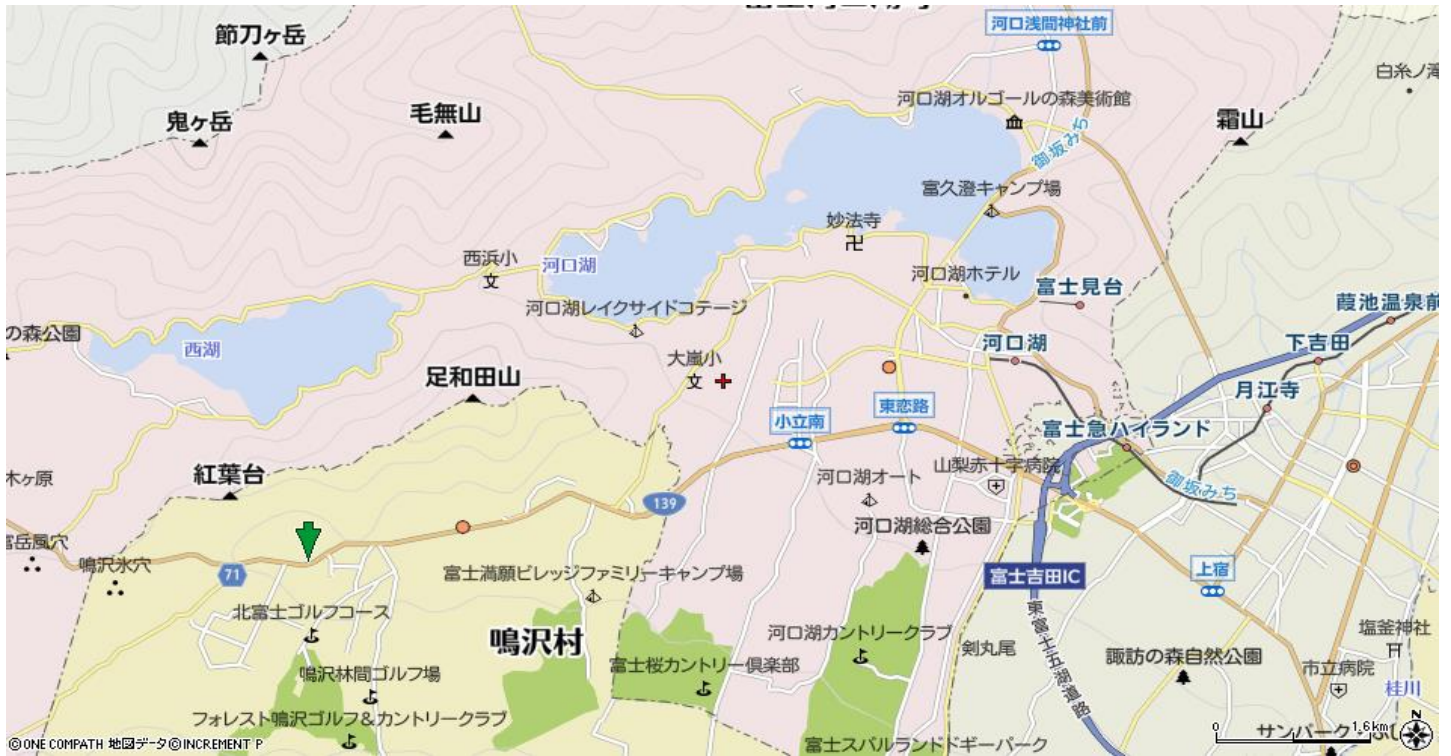 節刀ヶ岳
河口浅間神社前
白糸ノ滝
鬼ヶ岳
毛無山
河口湖オルゴールの森美術館
霜山
御坂みち
富久澄キャンプ場
妙法寺
西浜小
河口湖
河口湖ホテル
富士見台
河口湖レイクサイドコテージ
葭池温泉前
の森公園
西湖
大嵐小
河口湖
下吉田
足和田山
月江寺
小立南
東恋路
富士急ハイランド
木ヶ原
紅葉台
河口湖オート
山梨赤十字病院
御坂みち
139
富岳風穴
鳴沢氷穴
71
河口湖総合公園
富士満願ビレッジファミリーキャンプ場
富士吉田IC
上宿
北富士ゴルフコース
鳴沢村
河口湖カントリークラブ
剣丸尾
東富士五湖道路
塩釜神社
諏訪の森自然公園
鳴沢林間ゴルフ場
富士桜カントリー倶楽部
市立病院
桂川
フォレスト鳴沢ゴルフ&カントリークラブ
N
0 1.6km
サンパーク
富士スバルランドドギーパーク
©ONE COMPATH 地図データ©INCREMENT P